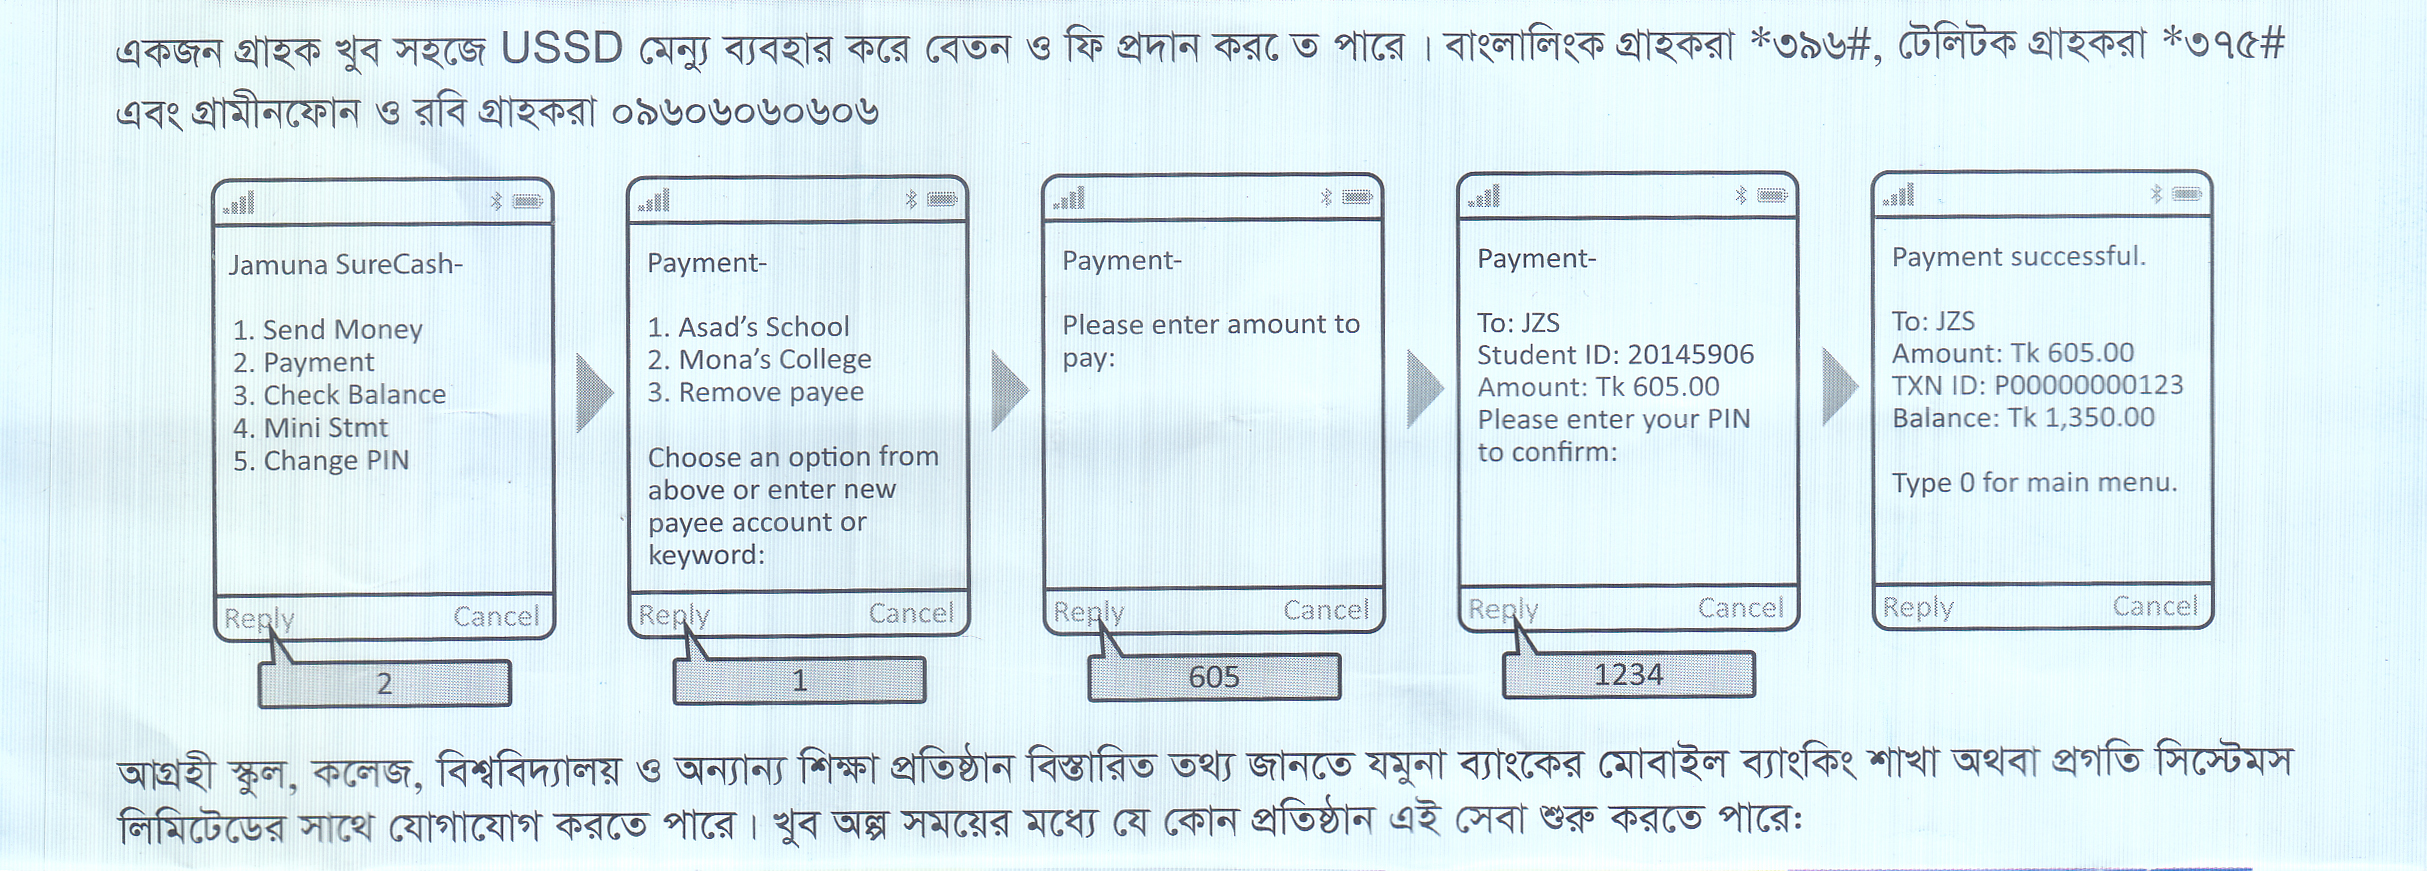 একজন গ্রাহক খুব সহজে USSD মেন্যু ব্যবহার করে বেতন ও ফি প্রদান করতে পারে । বাংলালিংক গ্রাহকরা *৩৯৬#, টেলিটক গ্রাহকরা *৩৭৫#
এবং গ্রামীনফোন ও রবি গ্রাহকরা ০৯৬০৬০৬০৬০৬
Jamuna SureCash-
1. Send Money
2. Payment
3. Check Balance
4. Mini Stmt
5. Change PIN
Reply Cancel
2
Payment-
1. Asad's School
2. Mona's College
3. Remove payee
Choose an option from
above or enter new
payee account or
keyword:
Reply Cancel
1
Payment-
Please enter amount to
pay:
Reply Cancel
605
Payment-
To: JZS
Student ID: 20145906
Amount: Tk 605.00
Please enter your PIN
to confirm:
Reply Cancel
1234
Payment successful.
To: JZS
Amount: Tk 605.00
TXN ID: P00000000123
Balance: Tk 1,350.00
Type 0 for main menu.
Reply Cancel
আগ্রহী স্কুল, কলেজ, বিশ্ববিদ্যালয় ও অন্যান্য শিক্ষা প্রতিষ্ঠান বিস্তারিত তথ্য জানতে যমুনা ব্যাংকের মোবাইল ব্যাংকিং শাখা অথবা প্রগতি সিস্টেমস
লিমিটেডের সাথে যোগাযোগ করতে পারে । খুব অল্প সময়ের মধ্যে যে কোন প্রতিষ্ঠান এই সেবা শুরু করতে পারে: